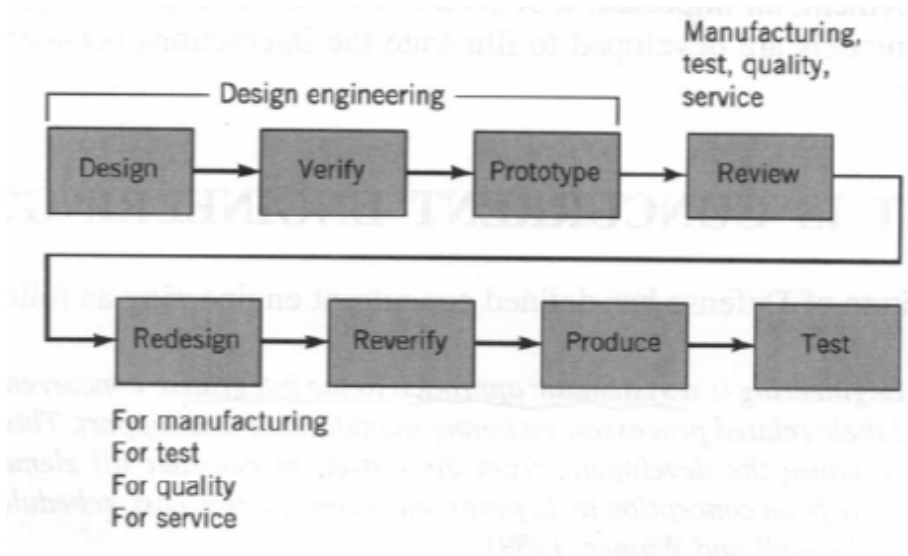 Manufacturing,
test, quality,
service
Design engineering
Design
Verify
Prototype
Review
Redesign
Reverify
Produce
Test
For manufacturing
For test
For quality
For service